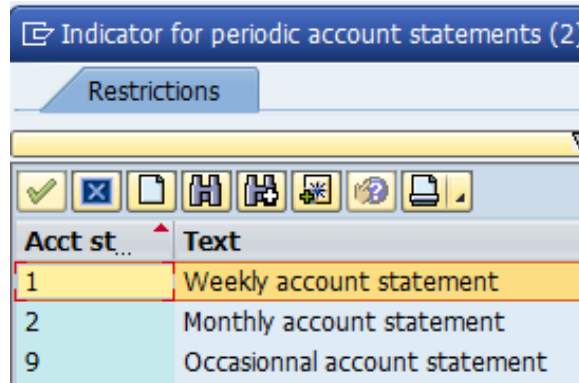 Indicator for periodic account statements (2)
Restrictions
Acct st... Text
1 Weekly account statement
2 Monthly account statement
9 Occasionnal account statement